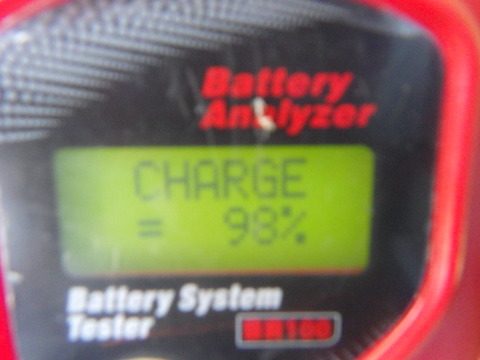 Battery
Analyzer
CHARGE
= 98%
Battery System
Tester